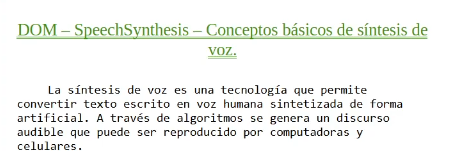 DOM – SpeechSynthesis – Conceptos básicos de síntesis de
voz.
La síntesis de voz es una tecnología que permite
convertir texto escrito en voz humana sintetizada de forma
artificial. A través de algoritmos se genera un discurso
audible que puede ser reproducido por computadoras y
celulares.